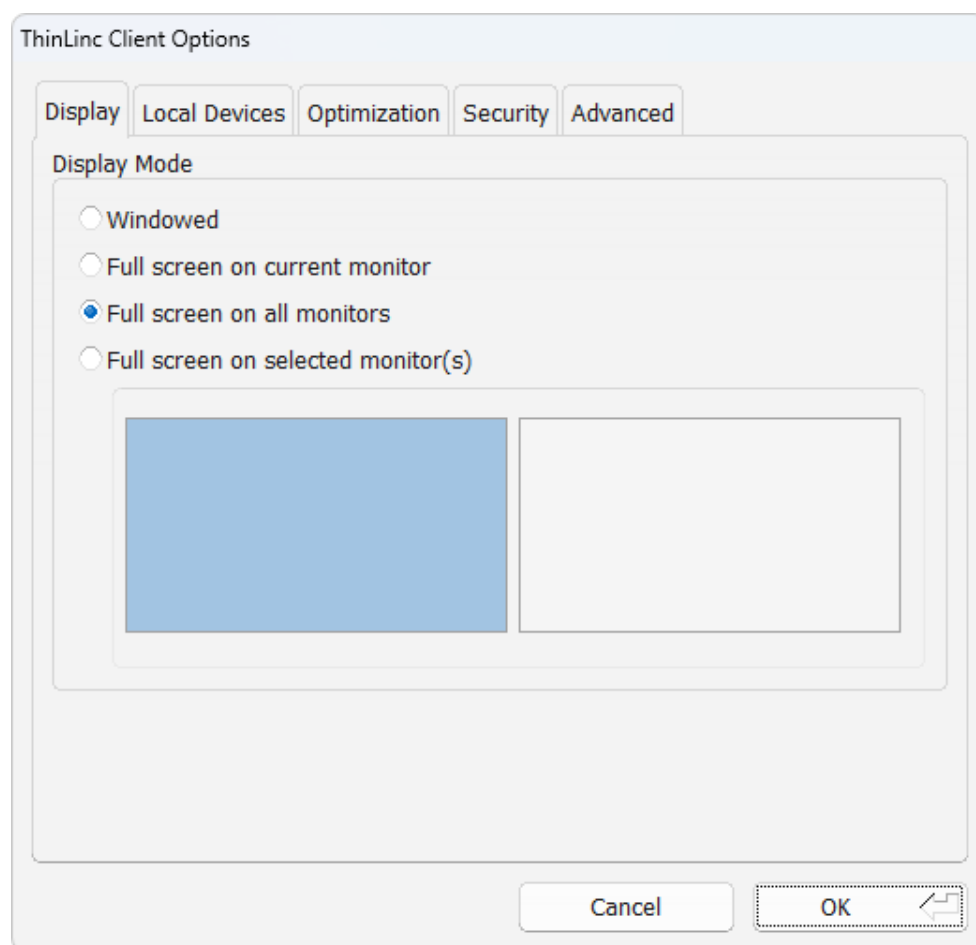 ThinLinc Client Options
Display Local Devices Optimization Security Advanced
Display Mode
Windowed
Full screen on current monitor
Full screen on all monitors
Full screen on selected monitor(s)
Cancel OK